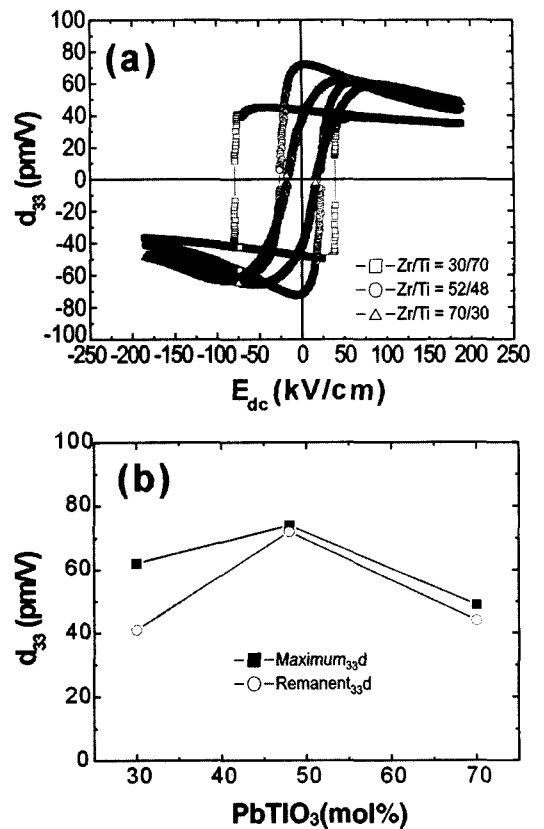 (a)
100
80
60
40
20
0
-20
-40
-60
-80
-100
d33 (pm/V)
-□-Zr/Ti = 30/70
-○-Zr/Ti = 52/48
-△-Zr/Ti = 70/30
-250 -200 -150 -100 -50 0 50 100 150 200 250
Edc (kV/cm)
(b)
100
80
60
40
20
0
d33 (pm/V)
-■-Maximum33d
-○-Remanent33d
30 40 50 60 70
PbTIO3(mol%)